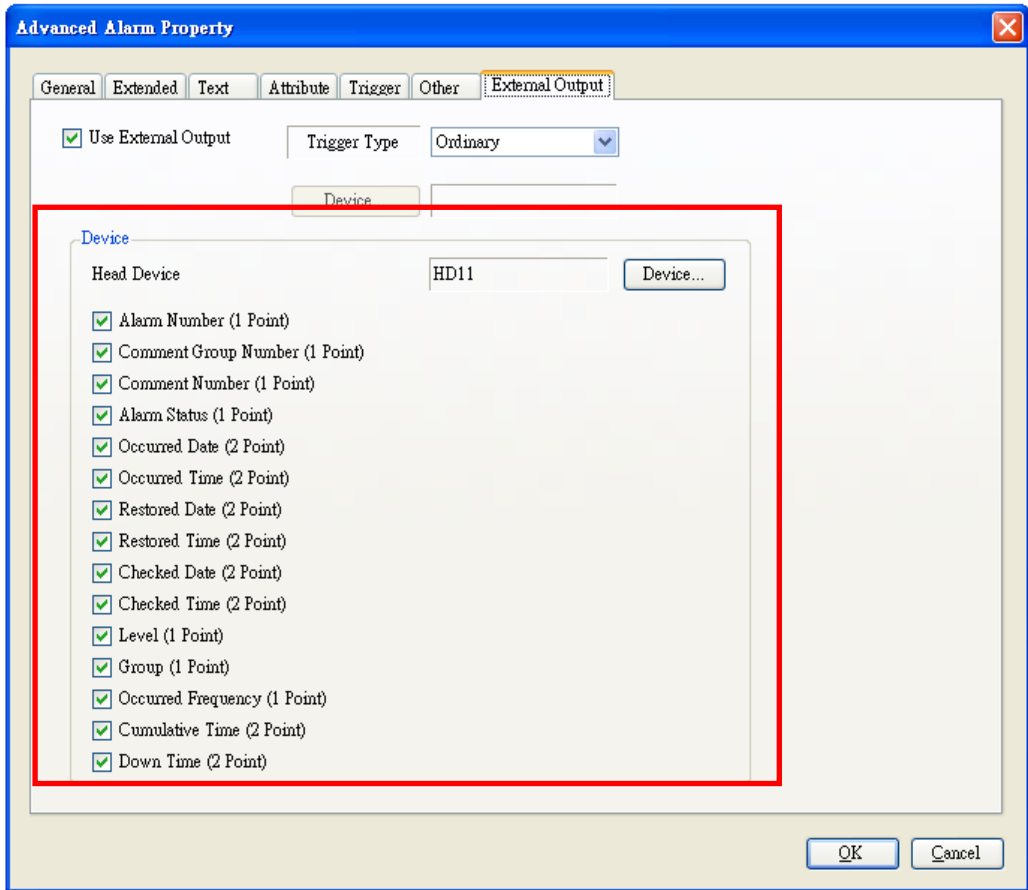 Advanced Alarm Property
General Extended Text Attribute Trigger Other External Output
Use External Output Trigger Type Ordinary
Device...
Device
Head Device HD11 Device...
Alarm Number (1 Point)
Comment Group Number (1 Point)
Comment Number (1 Point)
Alarm Status (1 Point)
Occurred Date (2 Point)
Occurred Time (2 Point)
Restored Date (2 Point)
Restored Time (2 Point)
Checked Date (2 Point)
Checked Time (2 Point)
Level (1 Point)
Group (1 Point)
Occurred Frequency (1 Point)
Cumulative Time (2 Point)
Down Time (2 Point)
OK Cancel